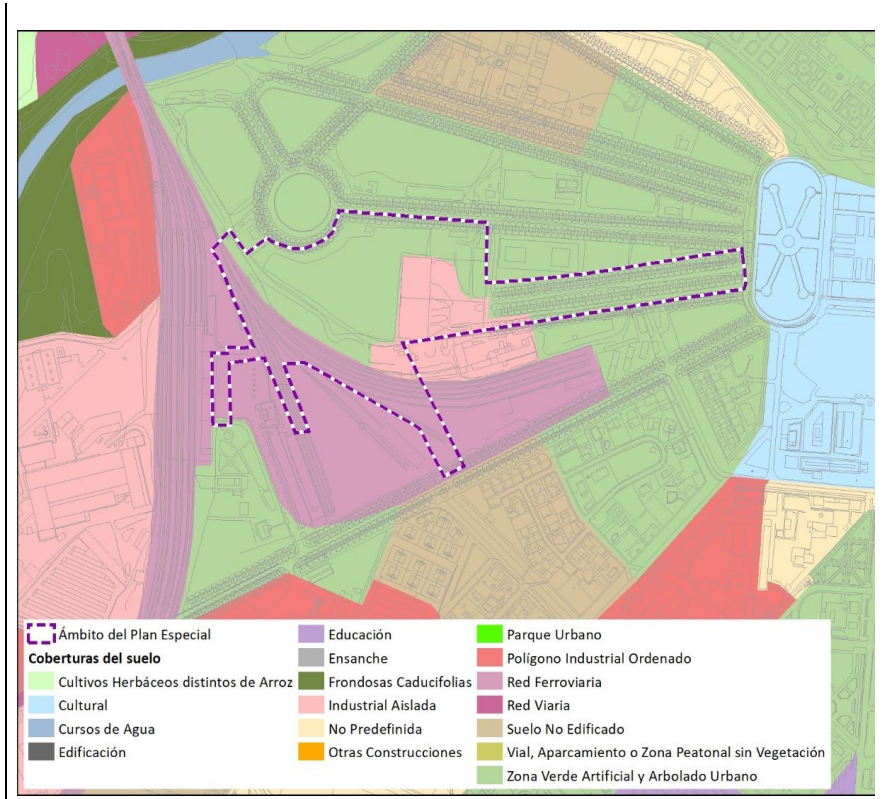 Ámbito del Plan Especial
Coberturas del suelo
Cultivos Herbáceos distintos de Arroz
Cultural
Cursos de Agua
Edificación
Educación
Ensanche
Frondosas Caducifolias
Industrial Aislada
No Predefinida
Otras Construcciones
Parque Urbano
Polígono Industrial Ordenado
Red Ferroviaria
Red Viaria
Suelo No Edificado
Vial, Aparcamiento o Zona Peatonal sin Vegetación
Zona Verde Artificial y Arbolado Urbano